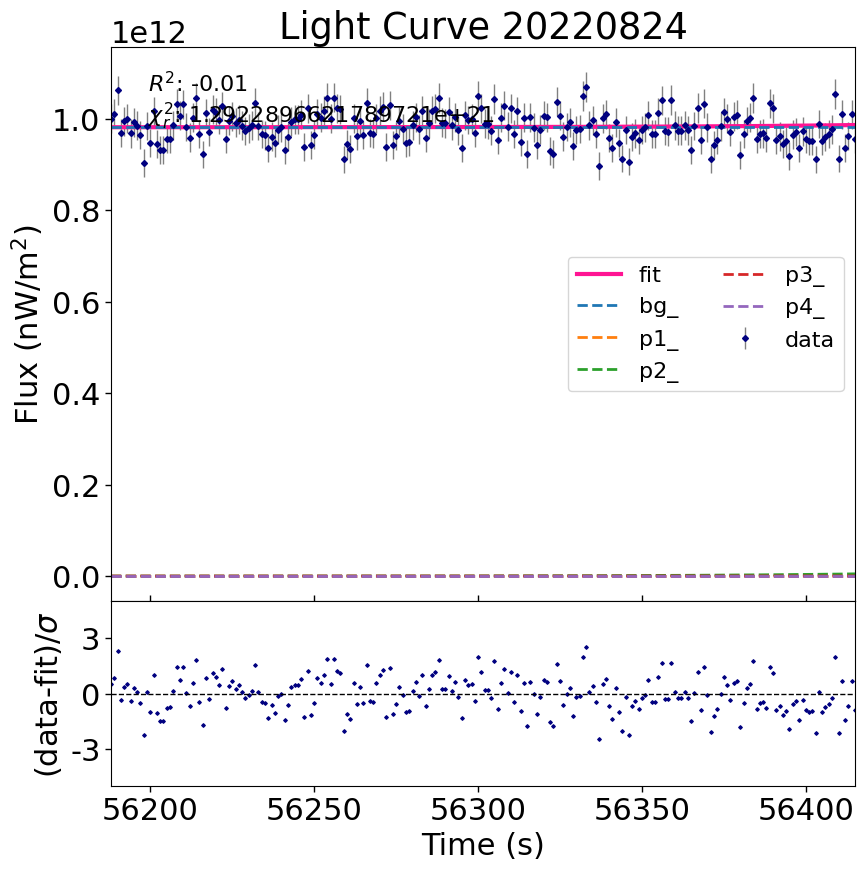 Light Curve 20220824
1e12
R²: -0.01
χ²ᵣ: 1.2922896621789721e+21
1.0
0.8
0.6
0.4
0.2
0.0
Flux (nW/m²)
fit
bg_
p1_
p2_
p3_
p4_
data
3
0
-3
(data-fit)/σ
56200
56250
56300
56350
56400
Time (s)